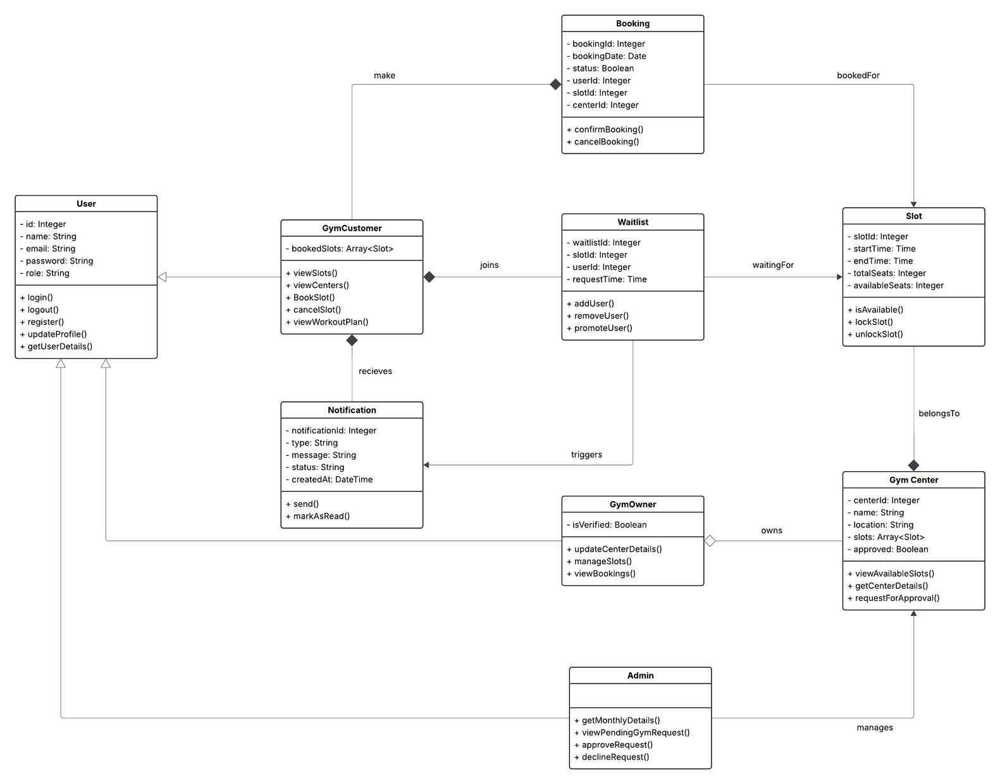 Booking
- bookingId: Integer
- bookingDate: Date
- status: Boolean
- userId: Integer
- slotId: Integer
- centerId: Integer
+ confirmBooking()
+ cancelBooking()
make
bookedFor
User
- id: Integer
- name: String
- email: String
- password: String
- role: String
+ login()
+ logout()
+ register()
+ updateProfile()
+ getUserDetails()
GymCustomer
- bookedSlots: Array<Slot>
+ viewSlots()
+ viewCenters()
+ BookSlot()
+ cancelSlot()
+ viewWorkoutPlan()
joins
Waitlist
- waitlistId: Integer
- slotId: Integer
- userId: Integer
- requestTime: Time
+ addUser()
+ removeUser()
+ promoteUser()
waitingFor
Slot
- slotId: Integer
- startTime: Time
- endTime: Time
- totalSeats: Integer
- availableSeats: Integer
+ isAvailable()
+ lockSlot()
+ unlockSlot()
recieves
belongsTo
Notification
- notificationId: Integer
- type: String
- message: String
- status: String
- createdAt: DateTime
+ send()
+ markAsRead()
triggers
GymOwner
- isVerified: Boolean
+ updateCenterDetails()
+ manageSlots()
+ viewBookings()
owns
Gym Center
- centerId: Integer
- name: String
- location: String
- slots: Array<Slot>
- approved: Boolean
+ viewAvailableSlots()
+ getCenterDetails()
+ requestForApproval()
Admin
+ getMonthlyDetails()
+ viewPendingGymRequest()
+ approveRequest()
+ declineRequest()
manages